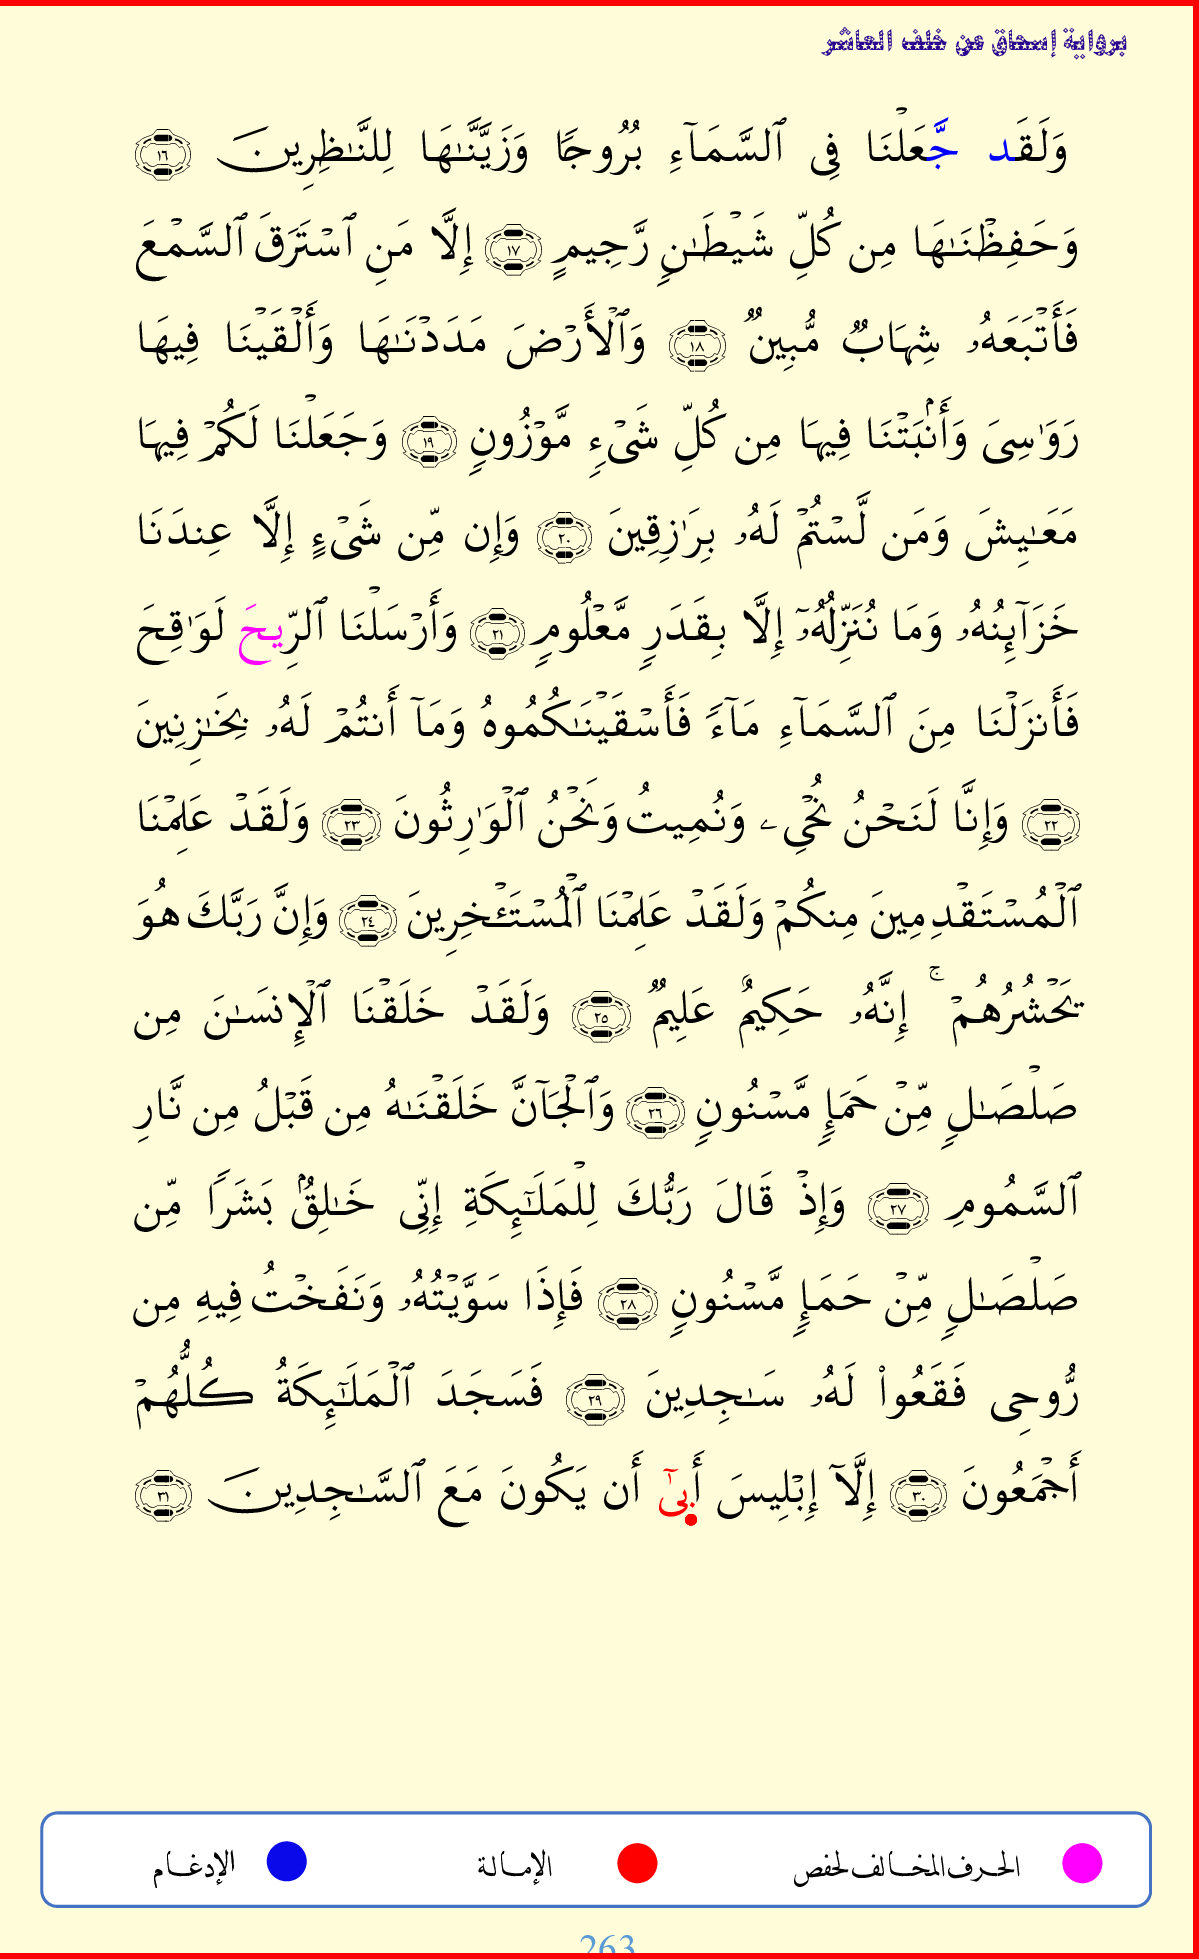 برواية إسحاق عن خلف العاشر
وَلَقَد جَّعَلۡنَا فِي ٱلسَّمَآءِ بُرُوجٗا وَزَيَّنَّٰهَا لِلنَّٰظِرِينَ ١٦
وَحَفِظۡنَٰهَا مِن كُلِّ شَيۡطَٰنٖ رَّجِيمٍ ١٧ إِلَّا مَنِ ٱسۡتَرَقَ ٱلسَّمۡعَ
فَأَتۡبَعَهُۥ شِهَابٞ مُّبِينٞ ١٨ وَٱلۡأَرۡضَ مَدَدۡنَٰهَا وَأَلۡقَيۡنَا فِيهَا
رَوَٰسِيَ وَأَنۢبَتۡنَا فِيهَا مِن كُلِّ شَيۡءٖ مَّوۡزُونٖ ١٩ وَجَعَلۡنَا لَكُمۡ فِيهَا
مَعَٰيِشَ وَمَن لَّسۡتُمۡ لَهُۥ بِرَٰزِقِينَ ٢٠ وَإِن مِّن شَيۡءٍ إِلَّا عِندَنَا
خَزَآئِنُهُۥ وَمَا نُنَزِّلُهُۥٓ إِلَّا بِقَدَرٖ مَّعۡلُومٖ ٢١ وَأَرۡسَلۡنَا ٱلرِّيحَ لَوَٰقِحَ
فَأَنزَلۡنَا مِنَ ٱلسَّمَآءِ مَآءٗ فَأَسۡقَيۡنَٰكُمُوهُ وَمَآ أَنتُمۡ لَهُۥ بِخَٰزِنِينَ
٢٢ وَإِنَّا لَنَحۡنُ نُحۡيِۦ وَنُمِيتُ وَنَحۡنُ ٱلۡوَٰرِثُونَ ٢٣ وَلَقَدۡ عَلِمۡنَا
ٱلۡمُسۡتَقۡدِمِينَ مِنكُمۡ وَلَقَدۡ عَلِمۡنَا ٱلۡمُسۡتَـٔۡخِرِينَ ٢٤ وَإِنَّ رَبَّكَ هُوَ
يَحۡشُرُهُمۡۚ إِنَّهُۥ حَكِيمٌ عَلِيمٞ ٢٥ وَلَقَدۡ خَلَقۡنَا ٱلۡإِنسَٰنَ مِن
صَلۡصَٰلٖ مِّنۡ حَمَإٖ مَّسۡنُونٖ ٢٦ وَٱلۡجَآنَّ خَلَقۡنَٰهُ مِن قَبۡلُ مِن نَّارِ
ٱلسَّمُومِ ٢٧ وَإِذۡ قَالَ رَبُّكَ لِلۡمَلَٰٓئِكَةِ إِنِّي خَٰلِقُۢ بَشَرٗا مِّن
صَلۡصَٰلٖ مِّنۡ حَمَإٖ مَّسۡنُونٖ ٢٨ فَإِذَا سَوَّيۡتُهُۥ وَنَفَخۡتُ فِيهِ مِن
رُّوحِي فَقَعُواْ لَهُۥ سَٰجِدِينَ ٢٩ فَسَجَدَ ٱلۡمَلَٰٓئِكَةُ كُلُّهُمۡ
أَجۡمَعُونَ ٣٠ إِلَّآ إِبۡلِيسَ أَبَىٰٓ أَن يَكُونَ مَعَ ٱلسَّٰجِدِينَ ٣١
الحرف المخالف لحفص الإمالة الإدغام
263